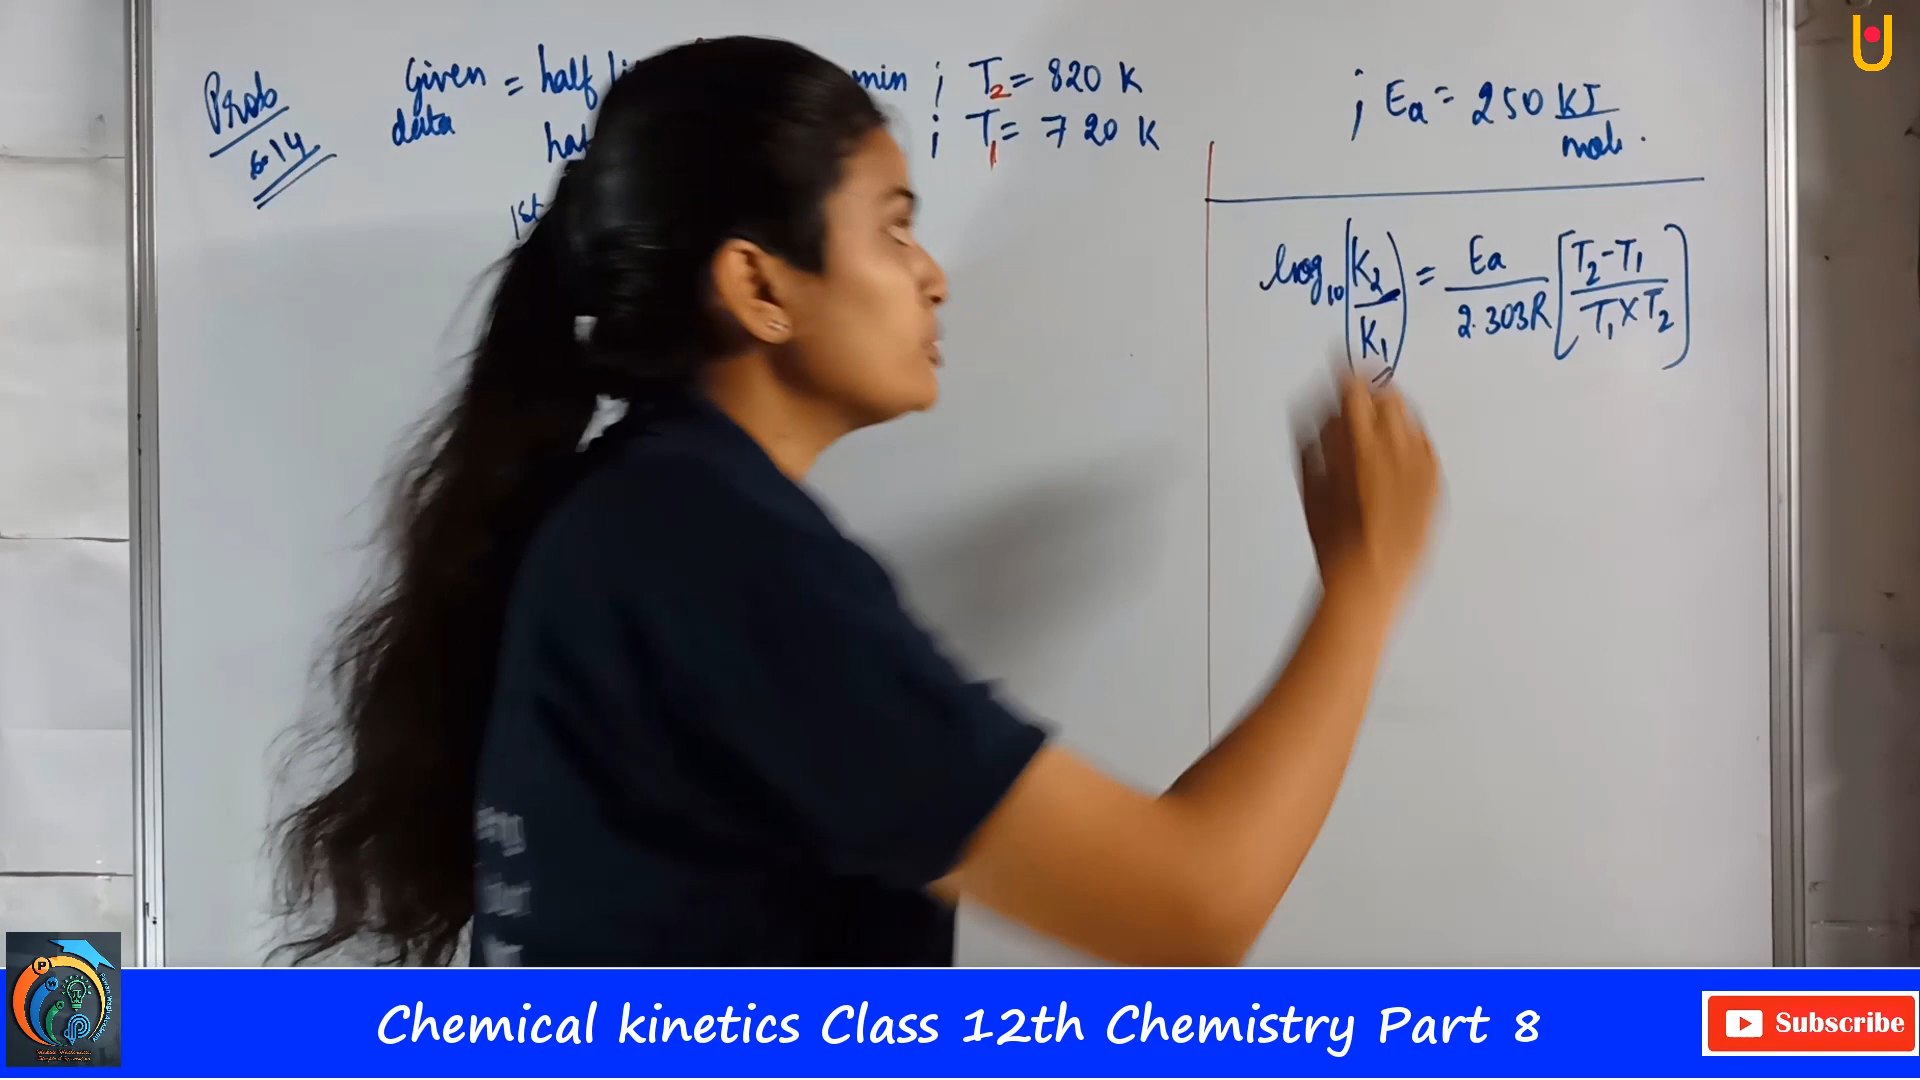 Prob
6.14
Given = half min ; T₂ = 820 K ; Ea = 250 KJ/mol.
data ; T₁ = 720 K
1st
log₁₀(K₂/K₁) = Ea/2.303R [T₂-T₁/T₁×T₂]
Chemical kinetics Class 12th Chemistry Part 8
Subscribe